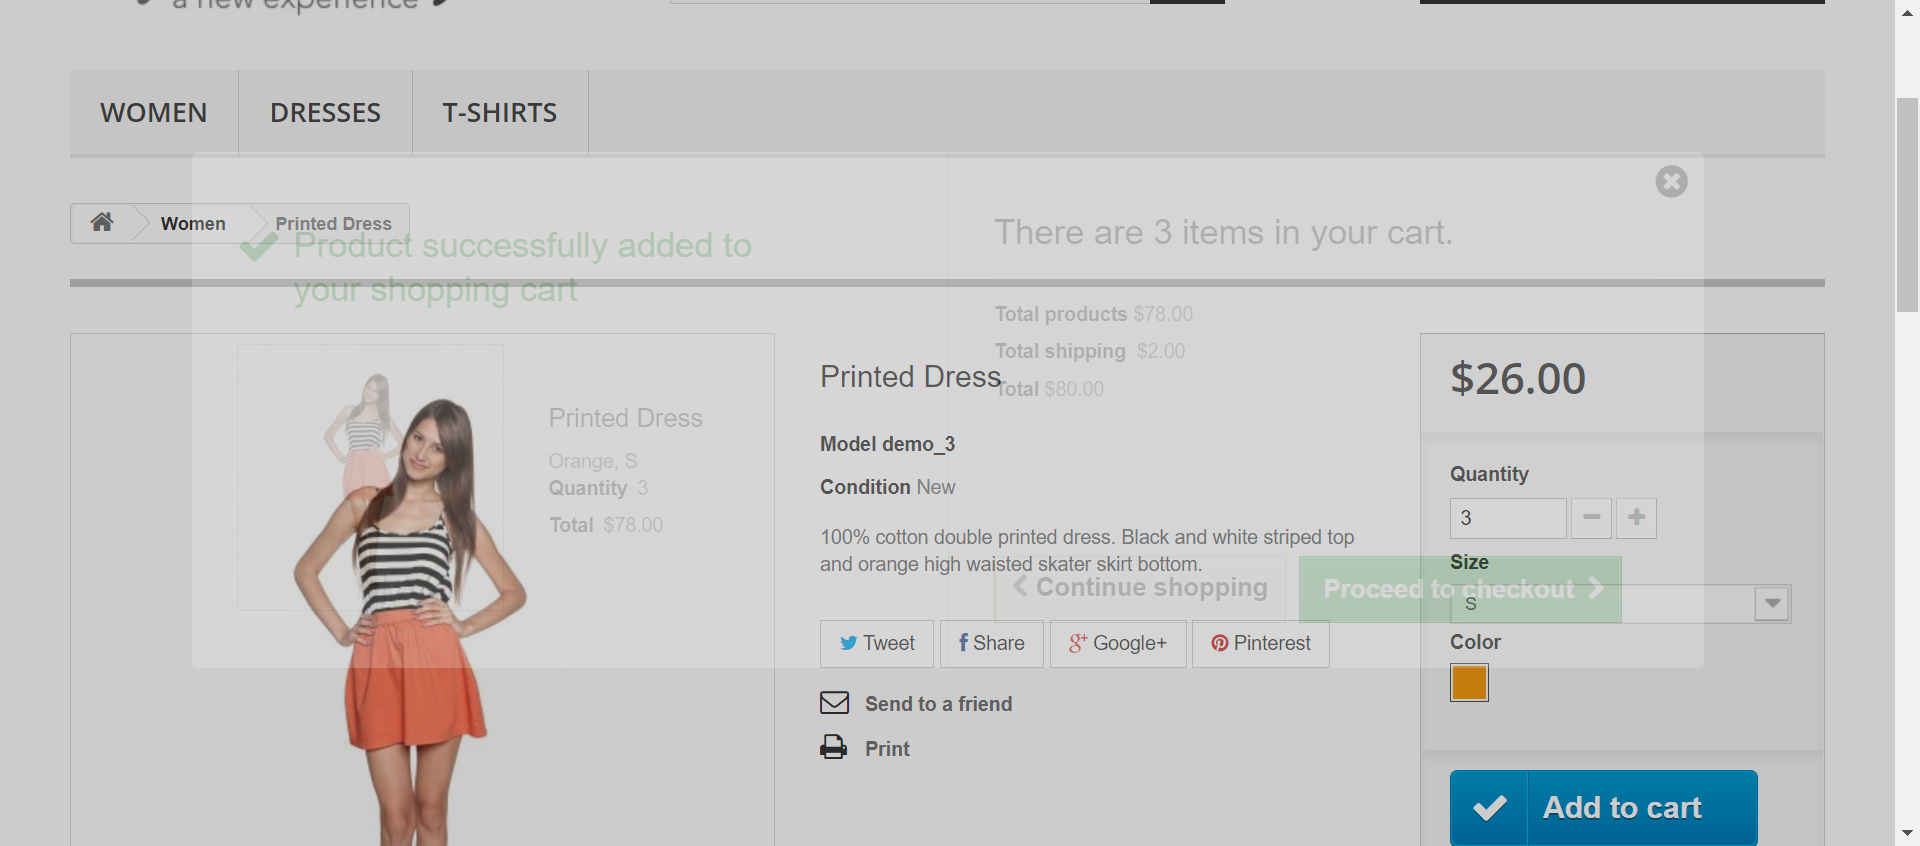 a new experience
WOMEN
DRESSES
T-SHIRTS
Women
Printed Dress
Product successfully added to
your shopping cart
There are 3 items in your cart.
Total products $78.00
Total shipping $2.00
Total $80.00
Printed Dress
Orange, S
Quantity 3
Total $78.00
Continue shopping
Proceed to checkout
Printed Dress
Model demo_3
Condition New
100% cotton double printed dress. Black and white striped top
and orange high waisted skater skirt bottom.
Tweet
f Share
g+ Google+
Pinterest
Send to a friend
Print
$26.00
Quantity
3
Size
S
Color
Add to cart